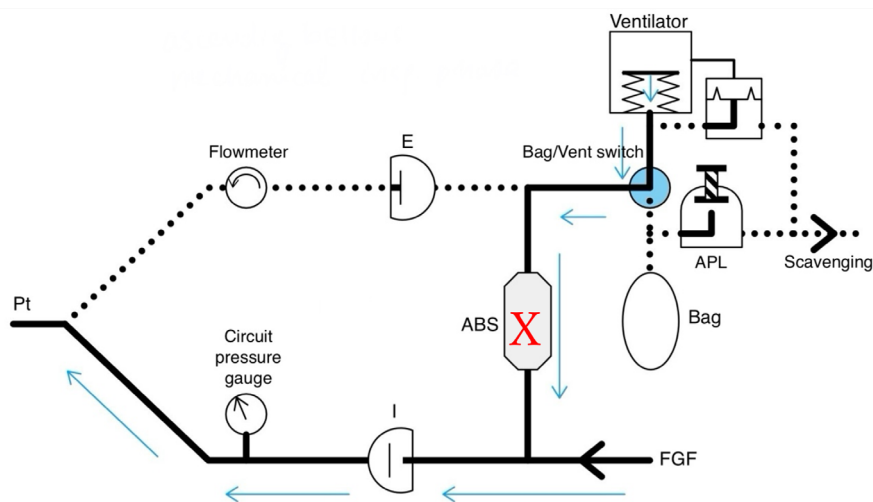 Ventilator
E
Flowmeter
Bag/Vent switch
APL
Scavenging
Pt
ABS
X
Bag
Circuit
pressure
gauge
I
FGF